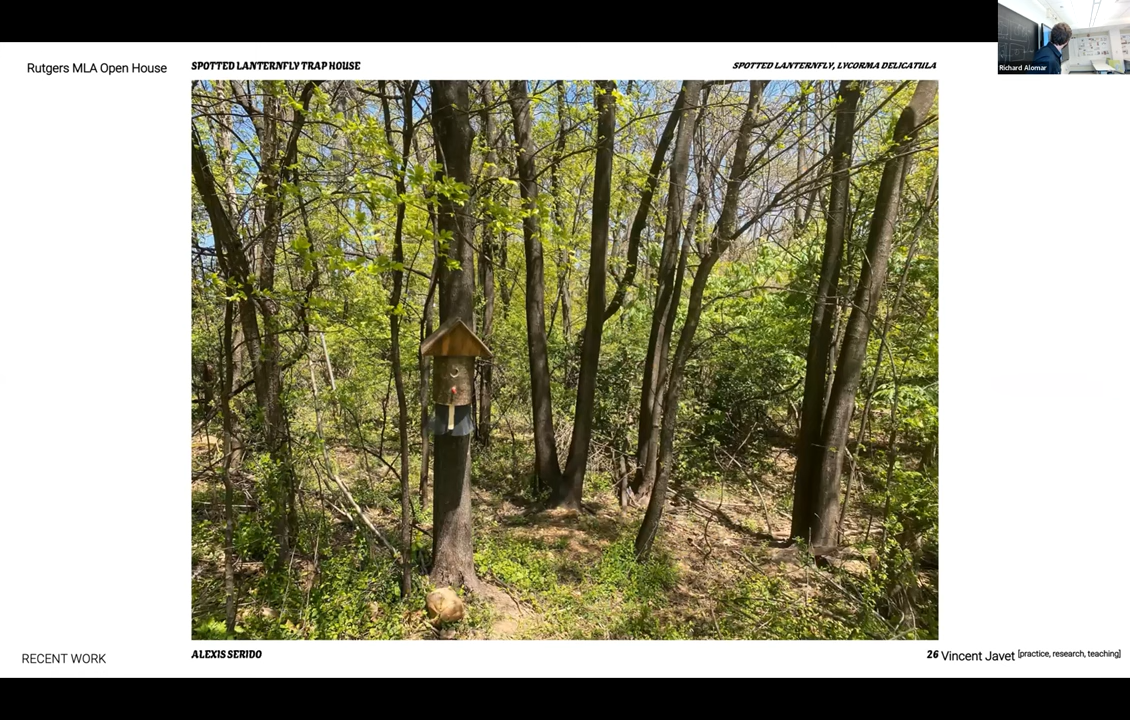 Richard Alomar
Rutgers MLA Open House
SPOTTED LANTERNFLY TRAP HOUSE
SPOTTED LANTERNFLY, LYCORMA DELICATULA
RECENT WORK
ALEXIS SERIDO
26 Vincent Javet [practice, research, teaching]